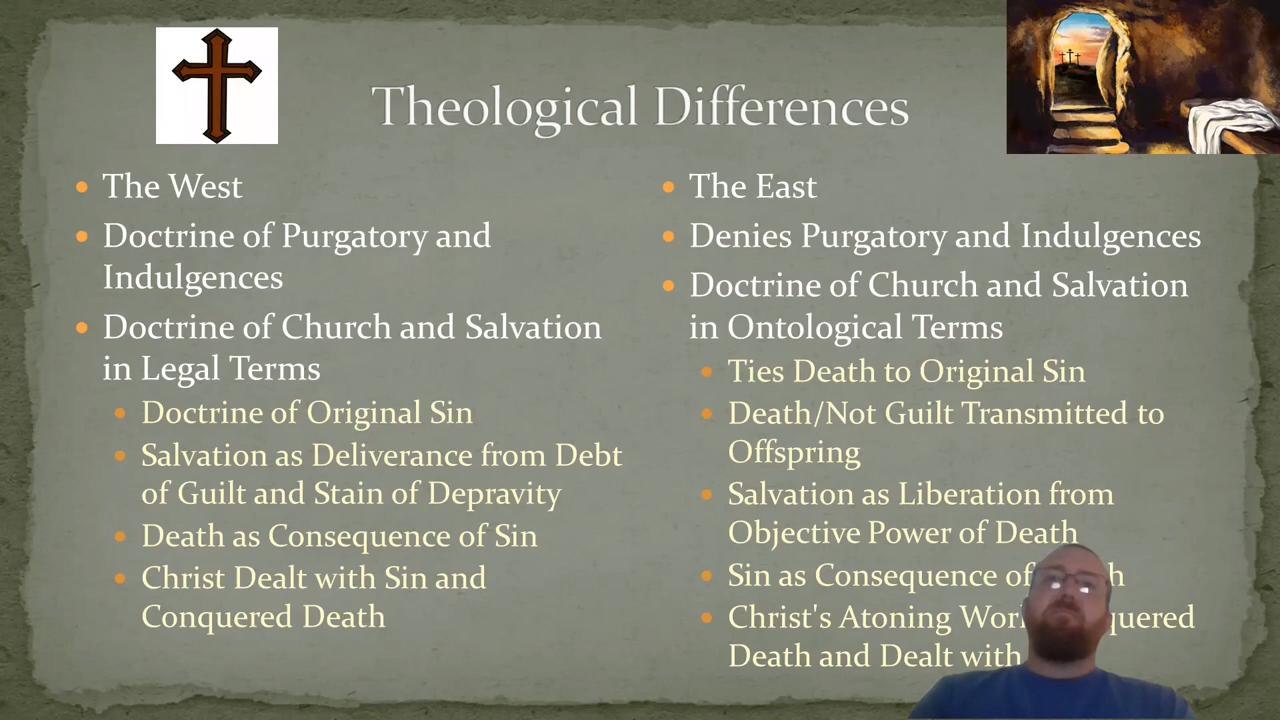 Theological Differences
The West
Doctrine of Purgatory and
Indulgences
Doctrine of Church and Salvation
in Legal Terms
Doctrine of Original Sin
Salvation as Deliverance from Debt
of Guilt and Stain of Depravity
Death as Consequence of Sin
Christ Dealt with Sin and
Conquered Death
The East
Denies Purgatory and Indulgences
Doctrine of Church and Salvation
in Ontological Terms
Ties Death to Original Sin
Death/Not Guilt Transmitted to
Offspring
Salvation as Liberation from
Objective Power of Death
Sin as Consequence of
Christ's Atoning
Death and Dealt with